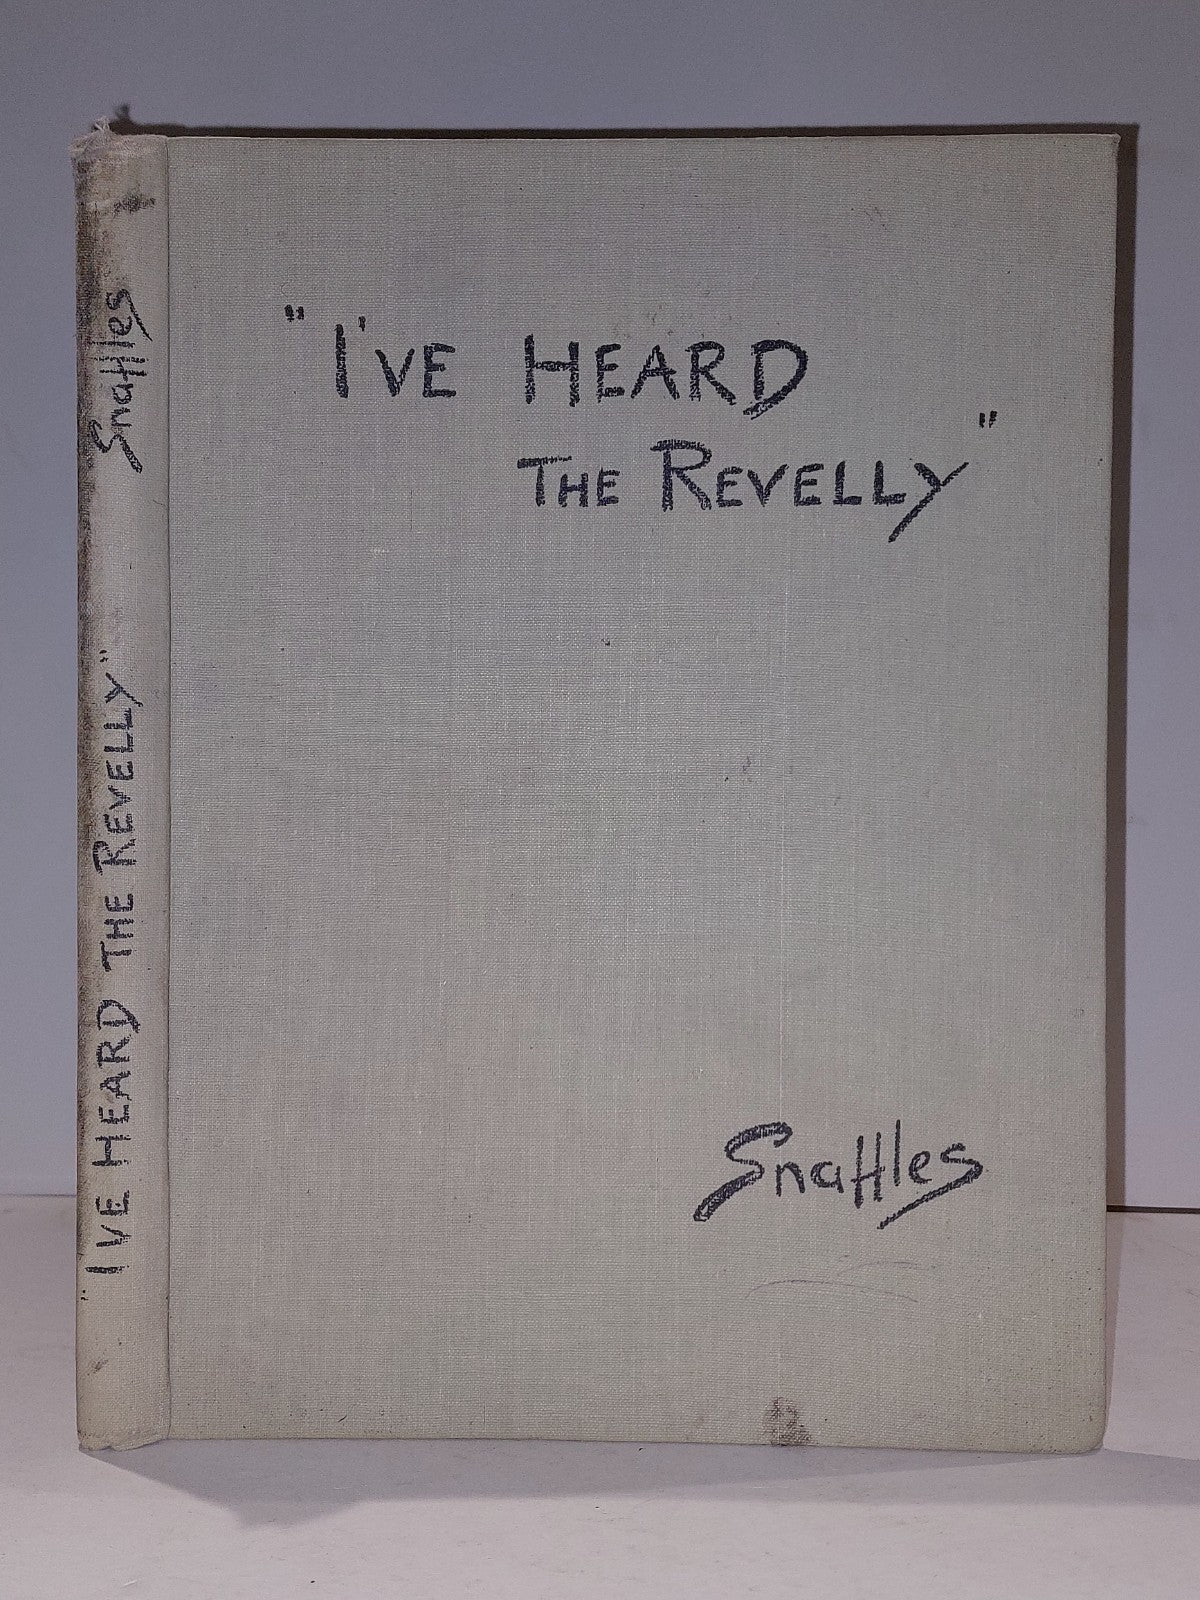 "I'VE HEARD
THE REVELLY"
Snaffles
"I'VE HEARD THE REVELLY" Snaffles